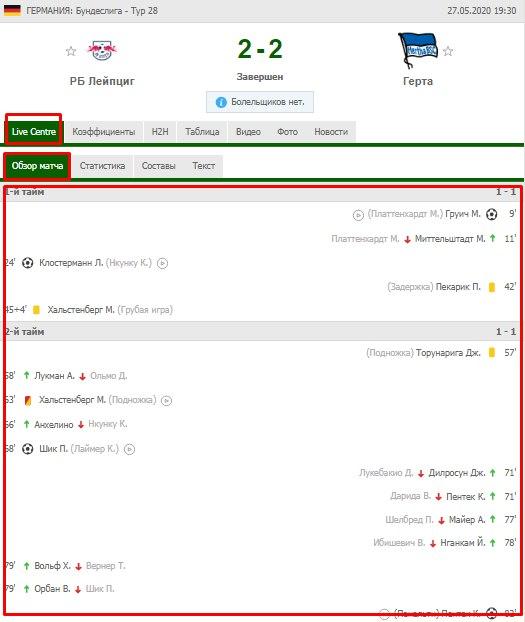 ГЕРМАНИЯ: Бундеслига - Тур 28 27.05.2020 19:30
2 - 2
Hertha BSC
РБ Лейпциг Завершен Герта
Болельщиков нет.
Live Centre Коэффициенты H2H Таблица Видео Фото Новости
Обзор матча Статистика Составы Текст
1-й тайм 1 - 1
(Платтенхардт М.) Груич М. 9'
Платтенхардт М. Миттельштадт М. 11'
24' Клостерманн Л. (Нкунку К.)
(Задержка) Пекарик П. 42'
45+4' Хальстенберг М. (Грубая игра)
2-й тайм 1 - 1
(Подножка) Торунарига Дж. 57'
58' Лукман А. Ольмо Д.
63' Хальстенберг М. (Подножка)
66' Анхелино Нкунку К.
68' Шик П. (Лаймер К.)
Лукебакио Д. Дилросун Дж. 71'
Дарида В. Пентек К. 71'
Шелбред П. Майер А. 77'
Ибишевич В. Нганкам Й. 78'
79' Вольф Х. Вернер Т.
79' Орбан В. Шик П.
(Пенальти) Пентек К. 82'